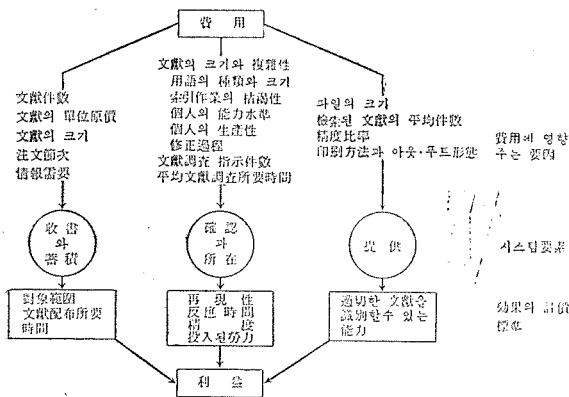 費用
文獻의 크기와 複雜性
用語의 種類와 크기
索引作業의 枯渴性
個人의 能力水準
個人의 生産性
修正過程
文獻調査 指示件數
平均文獻調査所要時間
文獻件數
文獻의 單位原價
文獻의 크기
注文節次
情報需要
파일의 크기
檢索된 文獻의 平均件數
精度比率
印刷方法과 아웃·푸트形態
費用에 영향
주는 要因
收書
와
蓄積
確認
과
所在
提供
시스팀要素
對象範圍
文獻配布所要
時間
再現性
反應時間
精度
投入된勞力
適切한 文獻을
識別할수 있는
能力
効果의 評價
標準
利益